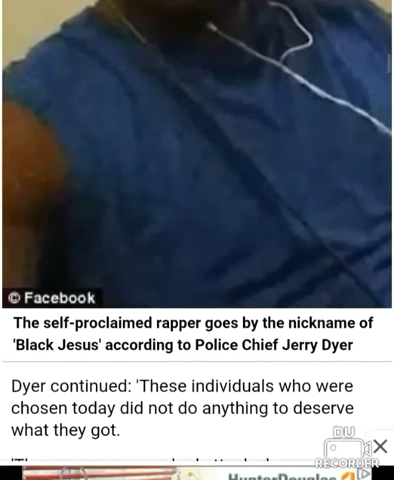 © Facebook
The self-proclaimed rapper goes by the nickname of
'Black Jesus' according to Police Chief Jerry Dyer
Dyer continued: 'These individuals who were
chosen today did not do anything to deserve
what they got.
DU
RECORDER
HunterDouglas